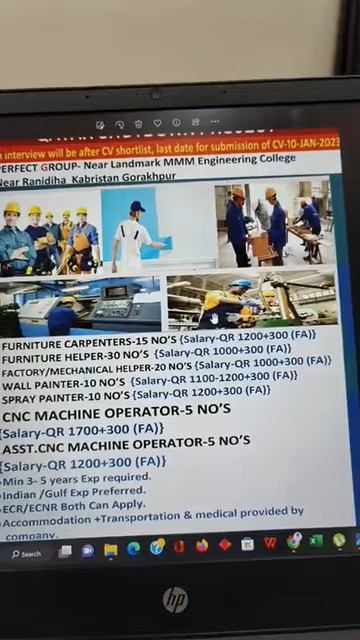 interview will be after CV shortlist, last date for submission of CV-10-JAN-2023
PERFECT GROUP- Near Landmark MMM Engineering College
Near Ranidiha Kabristan Gorakhpur
FURNITURE CARPENTERS-15 NO'S {Salary-QR 1200+300 (FA)}
FURNITURE HELPER-30 NO'S {Salary-QR 1000+300 (FA)}
FACTORY/MECHANICAL HELPER-20 NO'S {Salary-QR 1000+300 (FA)}
WALL PAINTER-10 NO'S {Salary-QR 1100-1200+300 (FA)}
SPRAY PAINTER-10 NO'S {Salary-QR 1200+300 (FA)}
CNC MACHINE OPERATOR-5 NO'S
{Salary-QR 1700+300 (FA)}
ASST.CNC MACHINE OPERATOR-5 NO'S
{Salary-QR 1200+300 (FA)}
•Min 3- 5 years Exp required.
•Indian /Gulf Exp Preferred.
•ECR/ECNR Both Can Apply.
•Accommodation +Transportation & medical provided by
company.
Search
hp